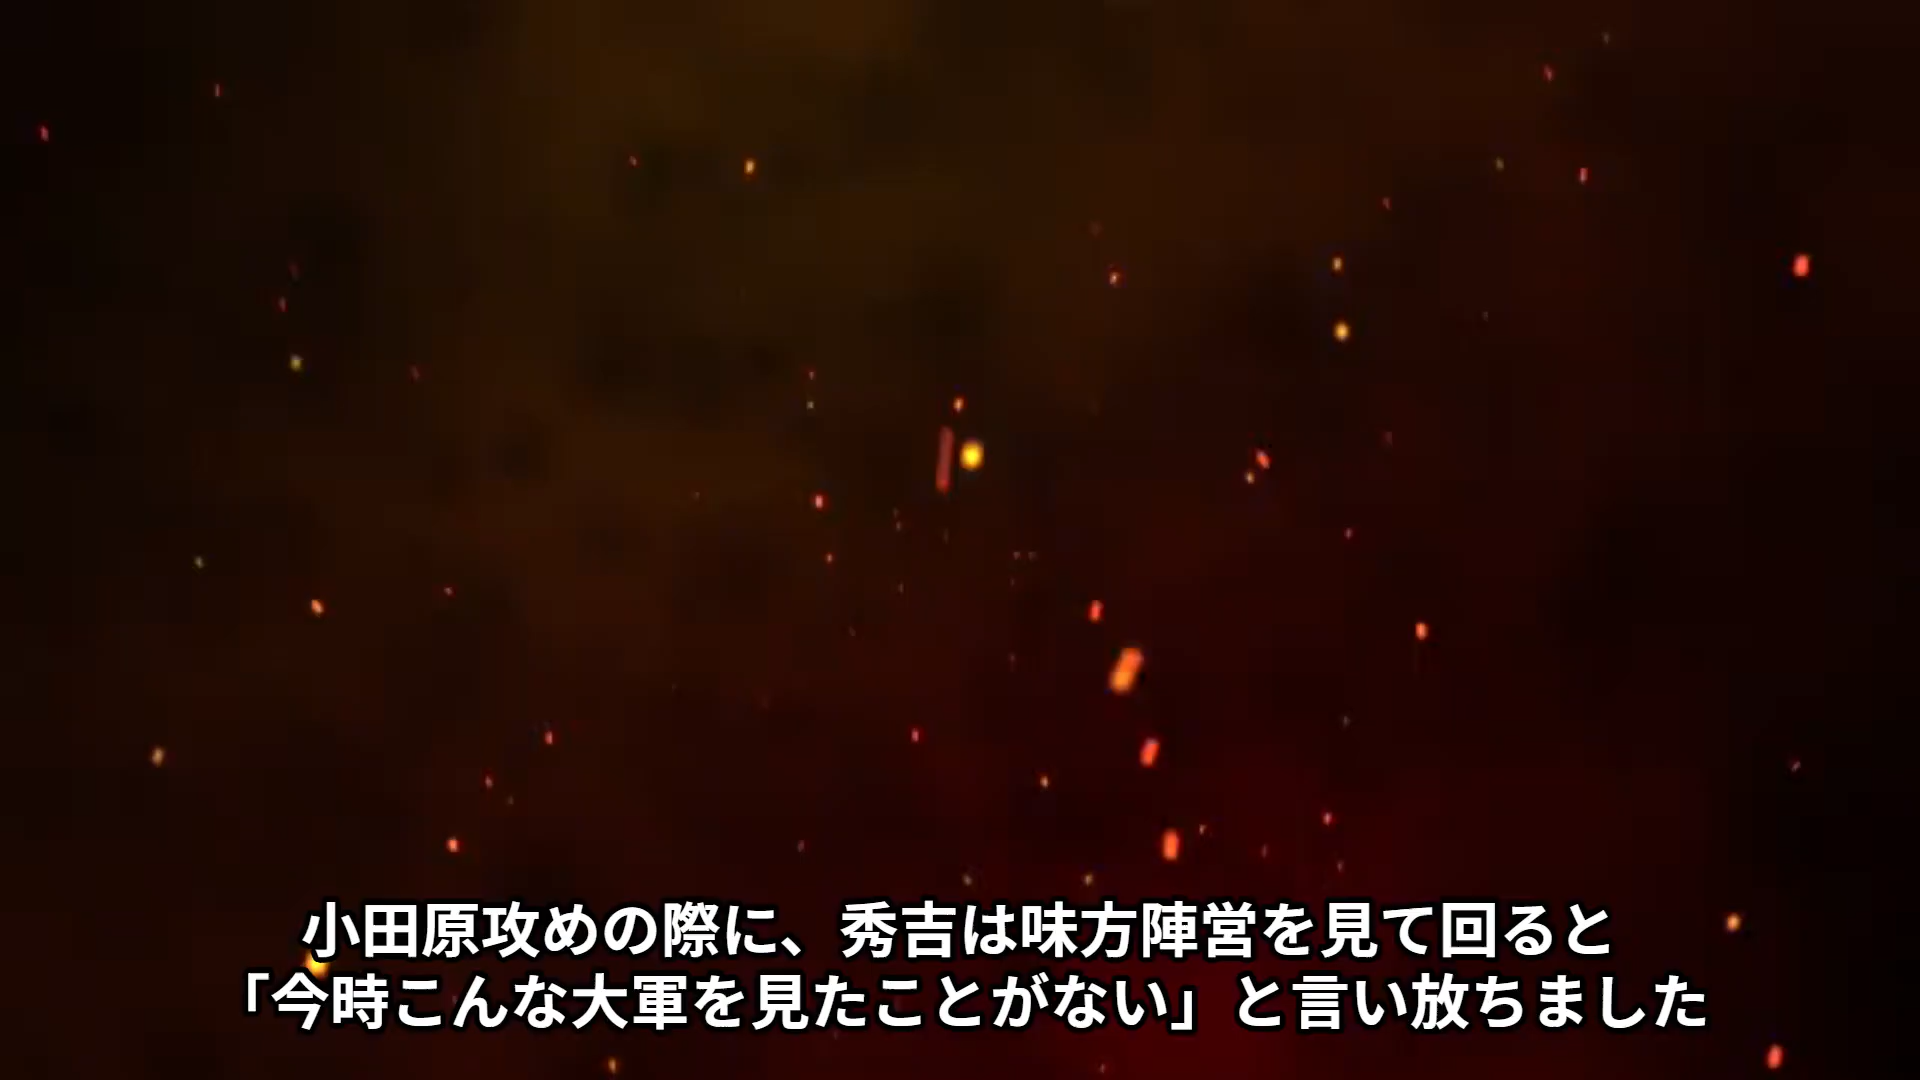 小田原攻めの際に、秀吉は味方陣営を見て回ると
「今時こんな大軍を見たことがない」と言い放ちました